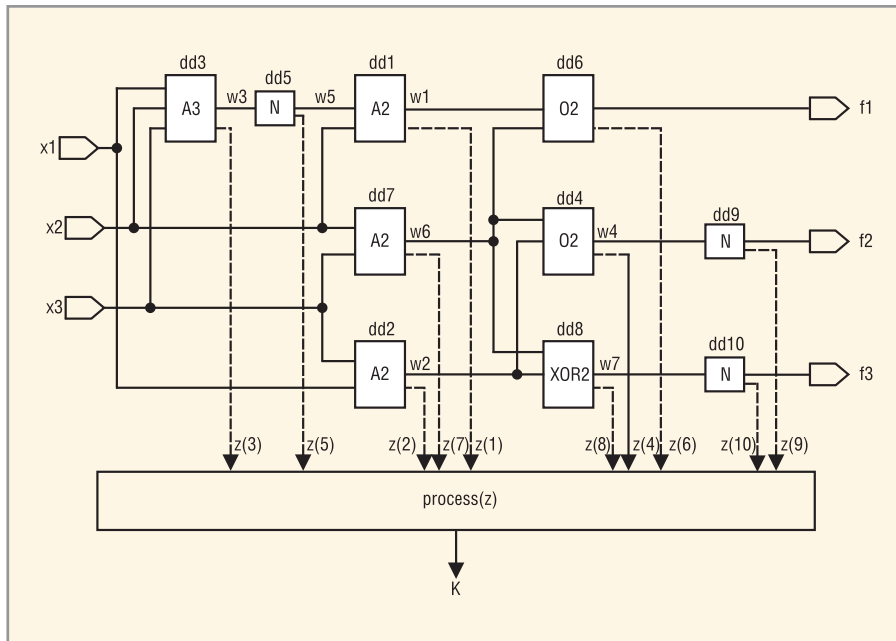 dd3
dd5
dd1
dd6
A3
w3
N
w5
A2
w1
O2
f1
x1
x2
dd7
A2
w6
dd4
O2
w4
dd9
N
f2
x3
dd2
A2
w2
dd8
XOR2
w7
dd10
N
f3
z(3)
z(5)
z(2)
z(7)
z(1)
z(8)
z(4)
z(6)
z(10)
z(9)
process(z)
K